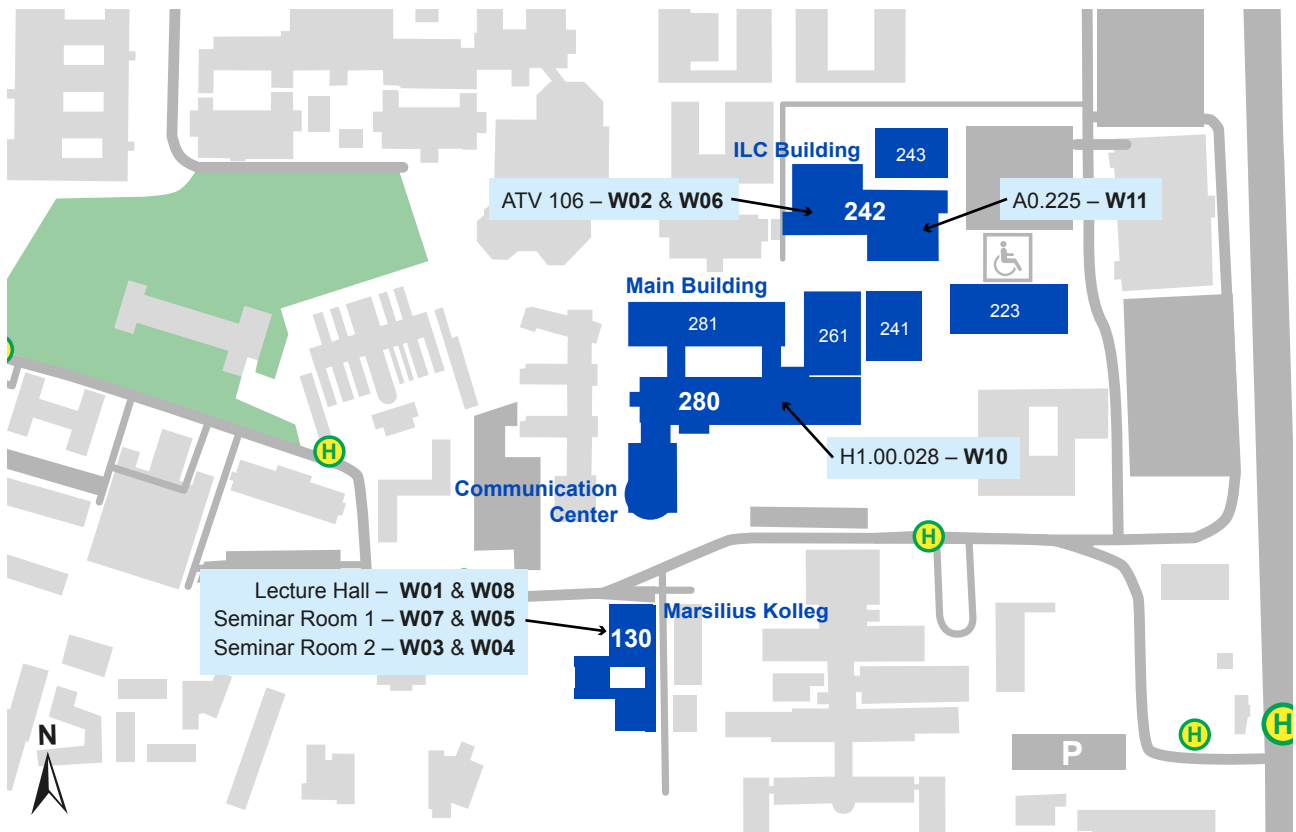 ILC Building
243
ATV 106 – W02 & W06
242
A0.225 – W11
Main Building
281
261
241
223
280
H1.00.028 – W10
Communication
Center
H
H
H
Lecture Hall – W01 & W08
Seminar Room 1 – W07 & W05
Seminar Room 2 – W03 & W04
Marsilius Kolleg
130
N
H
H
P